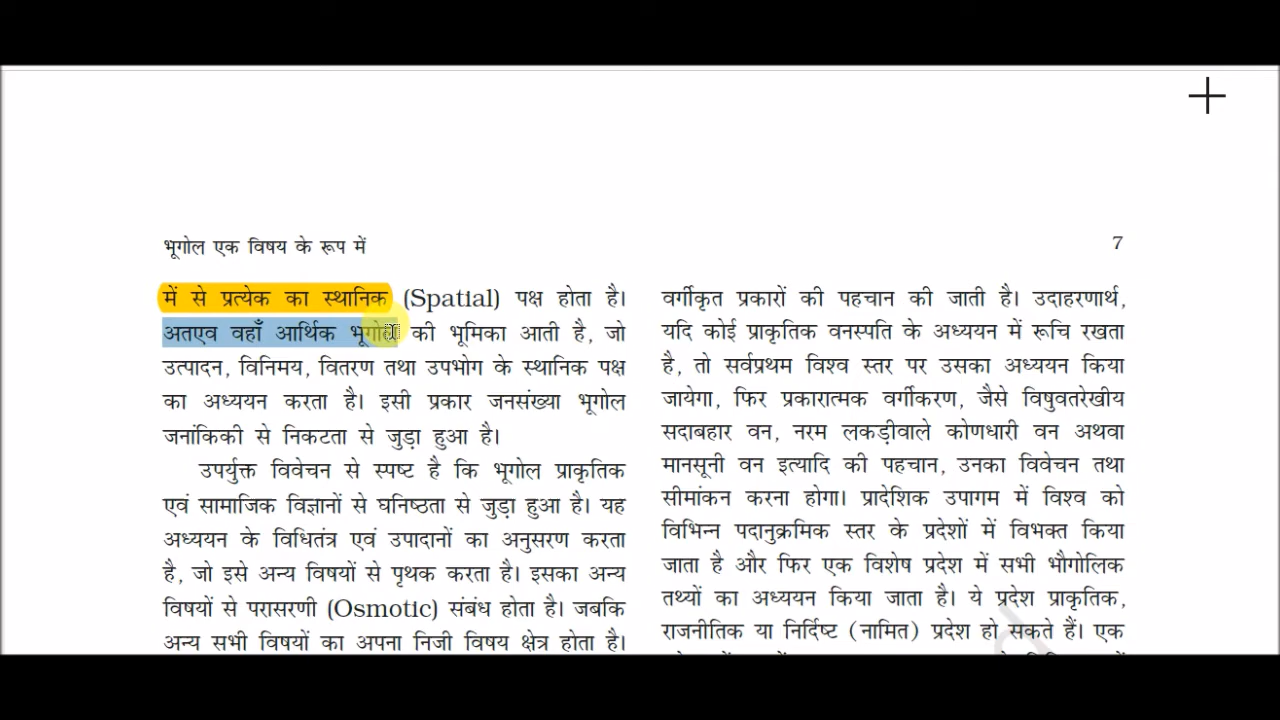 भूगोल एक विषय के रूप में
7
में से प्रत्येक का स्थानिक (Spatial) पक्ष होता है।
अतएव वहाँ आर्थिक भूगोल की भूमिका आती है, जो
उत्पादन, विनिमय, वितरण तथा उपभोग के स्थानिक पक्ष
का अध्ययन करता है। इसी प्रकार जनसंख्या भूगोल
जनांकिकी से निकटता से जुड़ा हुआ है।
उपर्युक्त विवेचन से स्पष्ट है कि भूगोल प्राकृतिक
एवं सामाजिक विज्ञानों से घनिष्ठता से जुड़ा हुआ है। यह
अध्ययन के विधितंत्र एवं उपादानों का अनुसरण करता
है, जो इसे अन्य विषयों से पृथक करता है। इसका अन्य
विषयों से परासरणी (Osmotic) संबंध होता है। जबकि
अन्य सभी विषयों का अपना निजी विषय क्षेत्र होता है।
वर्गीकृत प्रकारों की पहचान की जाती है। उदाहरणार्थ,
यदि कोई प्राकृतिक वनस्पति के अध्ययन में रूचि रखता
है, तो सर्वप्रथम विश्व स्तर पर उसका अध्ययन किया
जायेगा, फिर प्रकारात्मक वर्गीकरण, जैसे विषुवतरेखीय
सदाबहार वन, नरम लकड़ीवाले कोणधारी वन अथवा
मानसूनी वन इत्यादि की पहचान, उनका विवेचन तथा
सीमांकन करना होगा। प्रादेशिक उपागम में विश्व को
विभिन्न पदानुक्रमिक स्तर के प्रदेशों में विभक्त किया
जाता है और फिर एक विशेष प्रदेश में सभी भौगोलिक
तथ्यों का अध्ययन किया जाता है। ये प्रदेश प्राकृतिक,
राजनीतिक या निर्दिष्ट (नामित) प्रदेश हो सकते हैं। एक